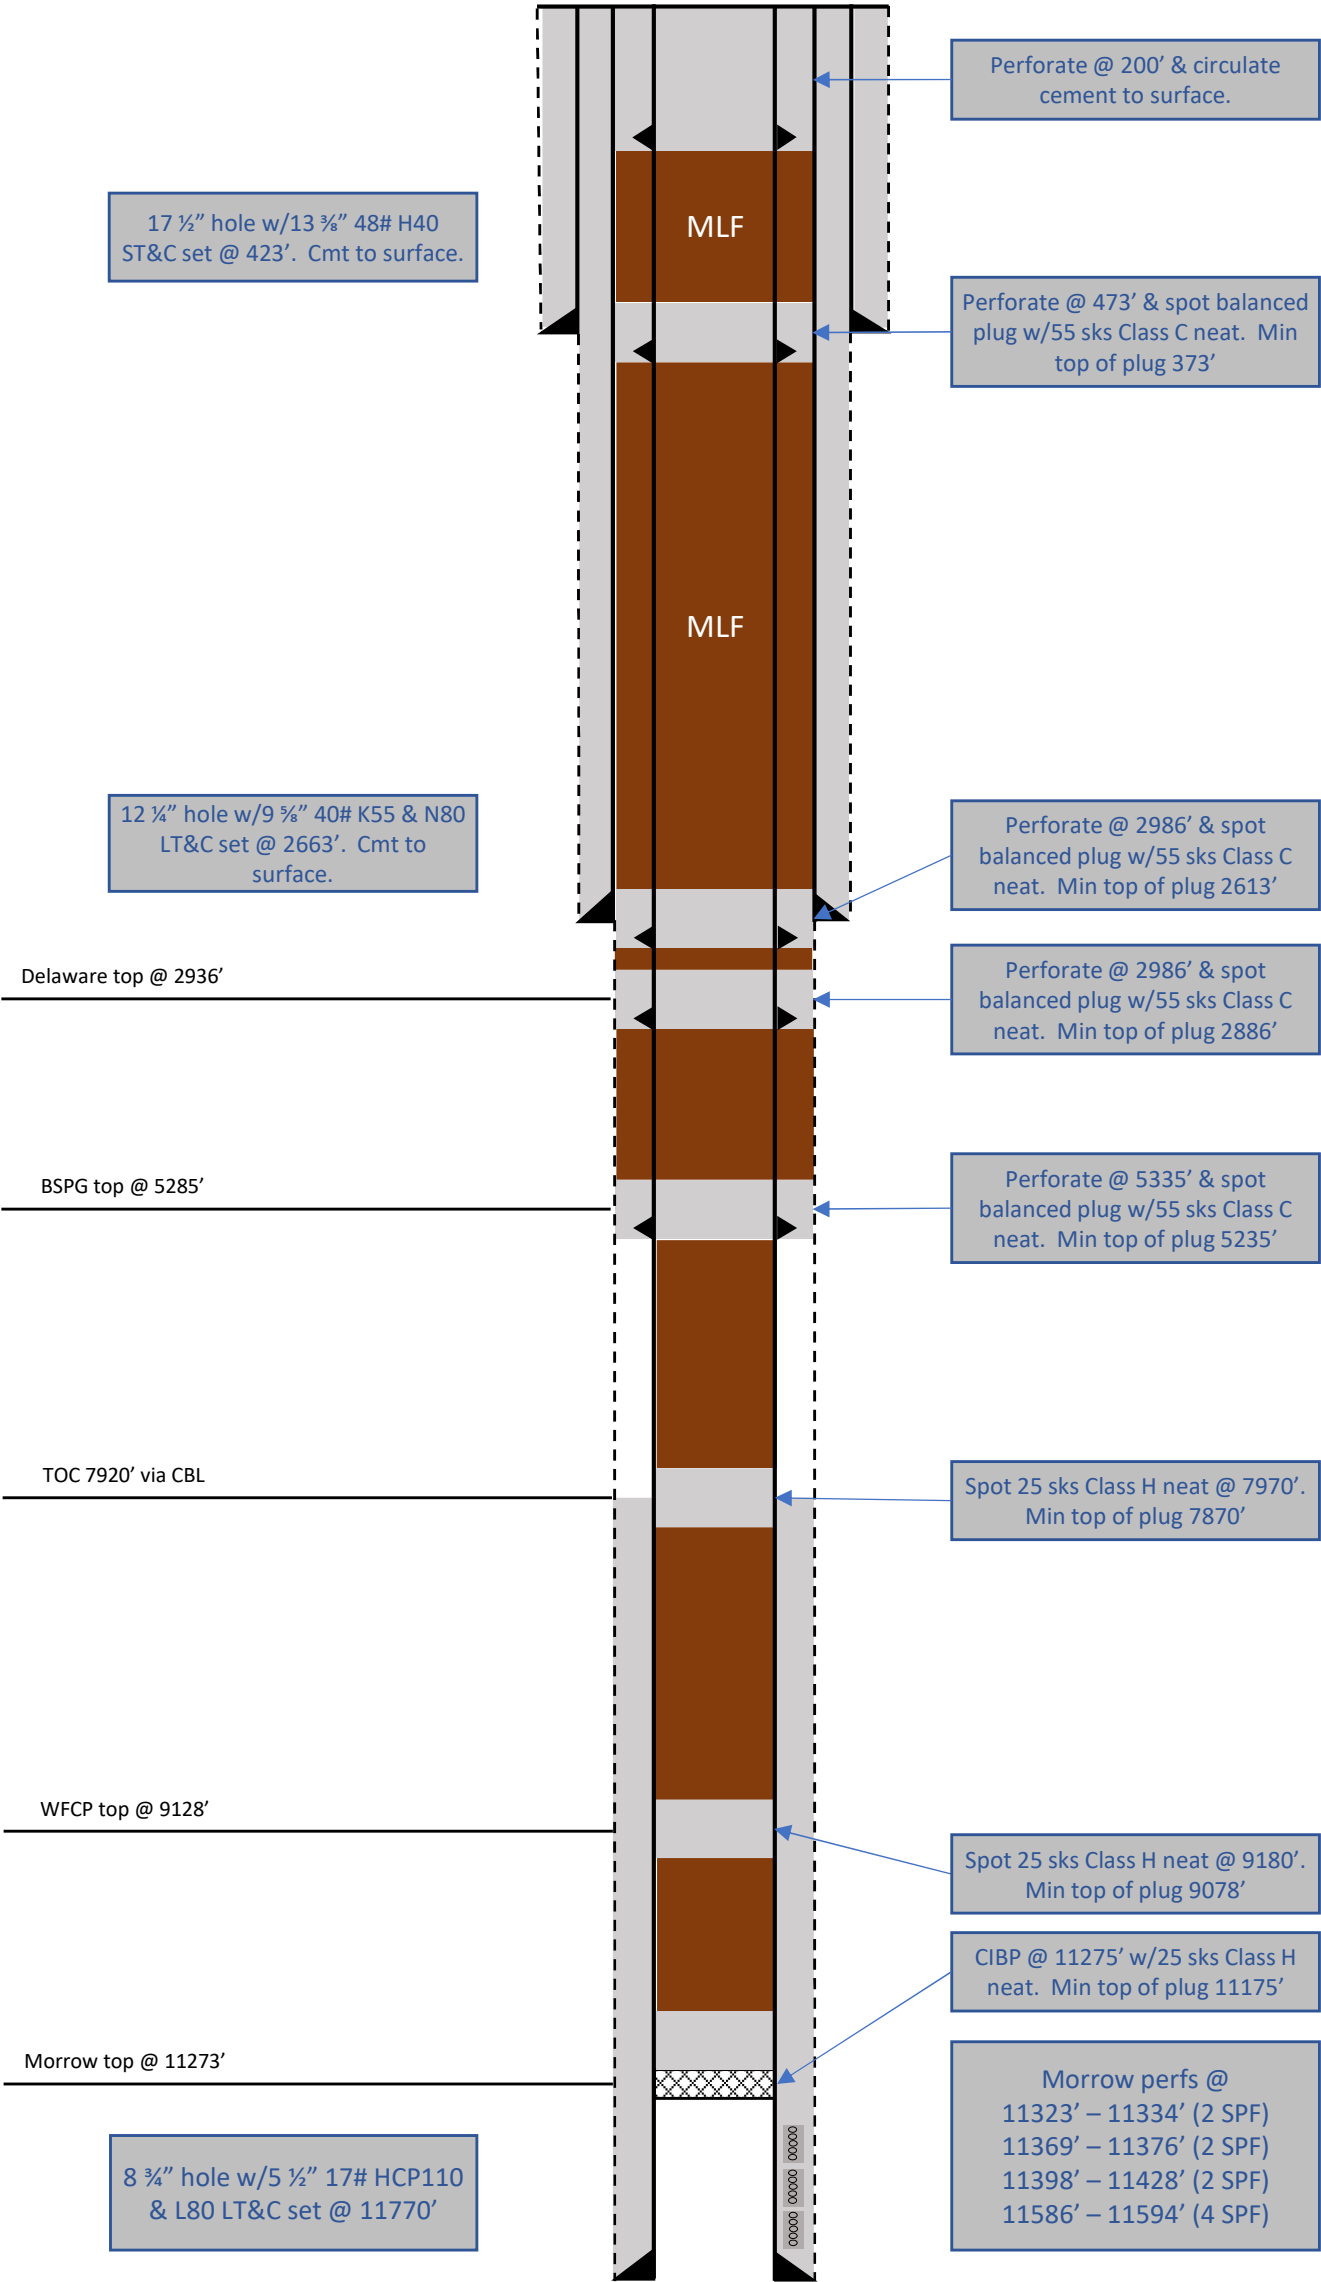 Perforate @ 200’ & circulate
cement to surface.
17 ½” hole w/13 ⅜” 48# H40
ST&C set @ 423’.  Cmt to surface.
MLF
Perforate @ 473’ & spot balanced
plug w/55 sks Class C neat.  Min
top of plug 373’
MLF
12 ¼” hole w/9 ⅝” 40# K55 & N80
LT&C set @ 2663’.  Cmt to
surface.
Perforate @ 2986’ & spot
balanced plug w/55 sks Class C
neat.  Min top of plug 2613’
Delaware top @ 2936’
Perforate @ 2986’ & spot
balanced plug w/55 sks Class C
neat.  Min top of plug 2886’
BSPG top @ 5285’
Perforate @ 5335’ & spot
balanced plug w/55 sks Class C
neat.  Min top of plug 5235’
TOC 7920’ via CBL
Spot 25 sks Class H neat @ 7970’.
Min top of plug 7870’
WFCP top @ 9128’
Spot 25 sks Class H neat @ 9180’.
Min top of plug 9078’
CIBP @ 11275’ w/25 sks Class H
neat.  Min top of plug 11175’
Morrow top @ 11273’
Morrow perfs @
11323’ – 11334’ (2 SPF)
11369’ – 11376’ (2 SPF)
11398’ – 11428’ (2 SPF)
11586’ – 11594’ (4 SPF)
8 ¾” hole w/5 ½” 17# HCP110
& L80 LT&C set @ 11770’
00000
00000
00000